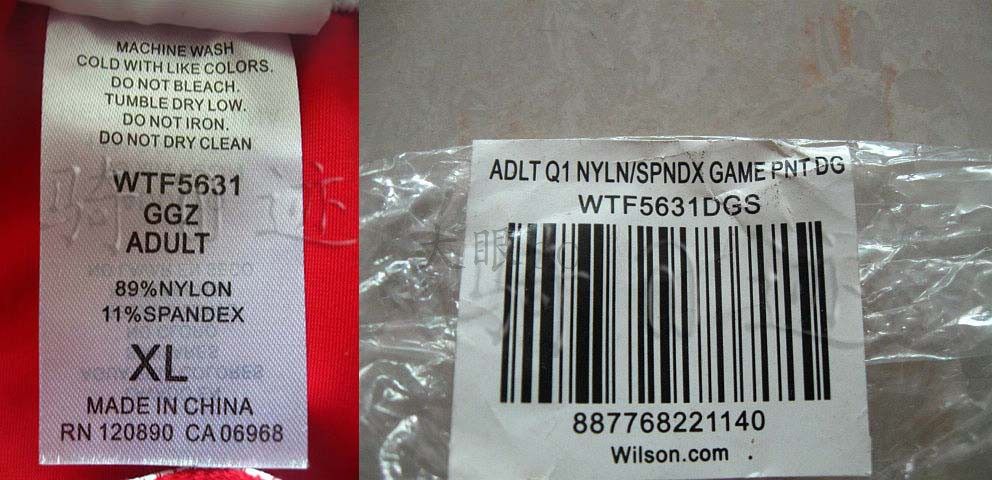 MACHINE WASH
COLD WITH LIKE COLORS.
DO NOT BLEACH.
TUMBLE DRY LOW.
DO NOT IRON.
DO NOT DRY CLEAN
WTF5631
GGZ
ADULT
89%NYLON
11%SPANDEX
XL
MADE IN CHINA
RN 120890 CA 06968
ADLT Q1 NYLN/SPNDX GAME PNT DG
WTF5631DGS
887768221140
Wilson.com